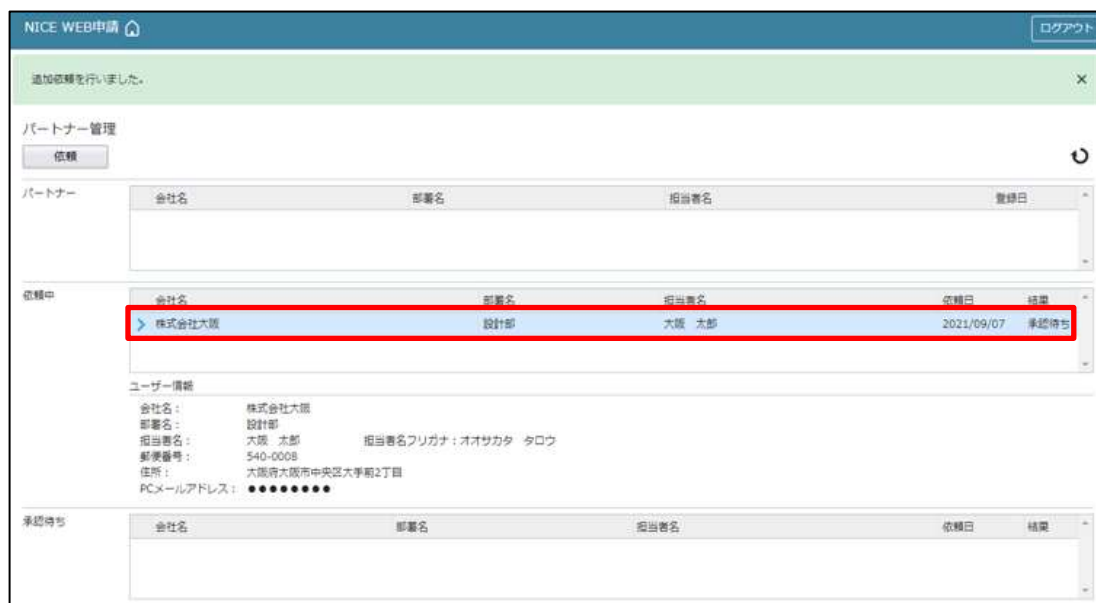 NICE WEB申請 ログアウト
追加依頼を行いました。 ×
パートナー管理
依頼
パートナー 会社名 部署名 担当者名 登録日
依頼中 会社名 部署名 担当者名 依頼日 結果
株式会社大阪 設計部 大阪 太郎 2021/09/07 承認待ち
ユーザー情報
会社名: 株式会社大阪
部署名: 設計部
担当者名: 大阪 太郎 担当者名フリガナ:オオサカタ タロウ
郵便番号: 540-0008
住所: 大阪府大阪市中央区大手前2丁目
PCメールアドレス: ●●●●●●●●
承認待ち 会社名 部署名 担当者名 依頼日 結果